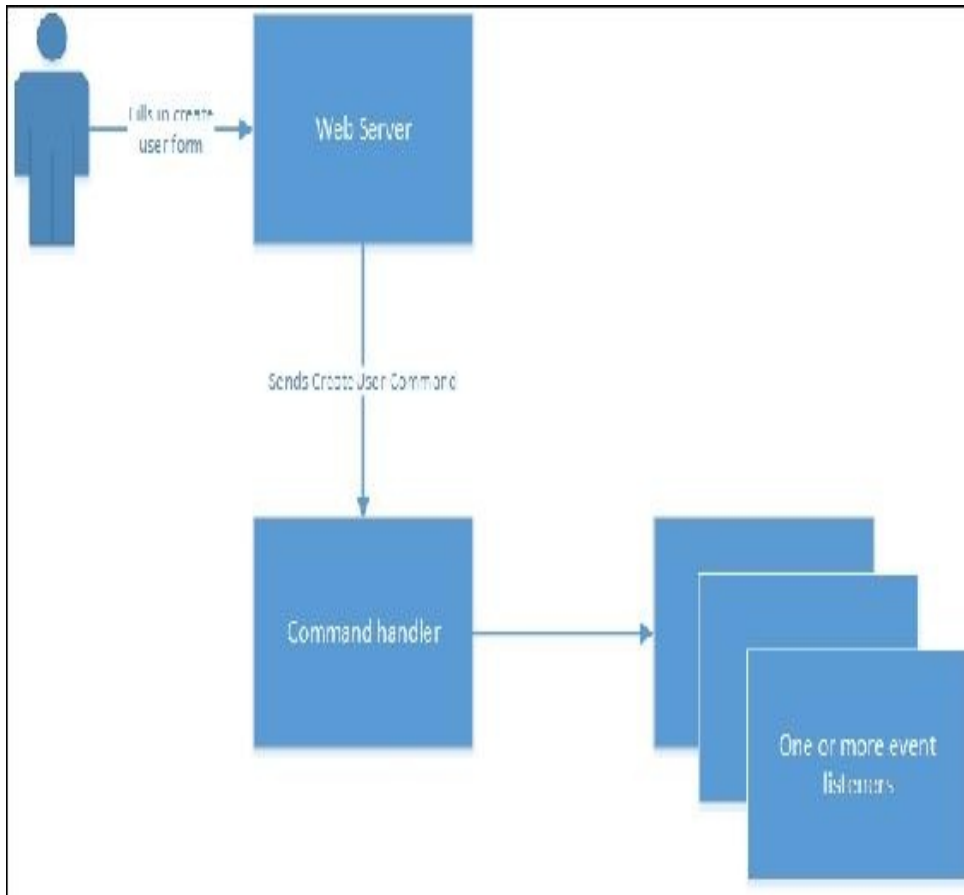 Fills in create
user form
Web Server
Sends Create User Command
Command handler
One or more event
listeners